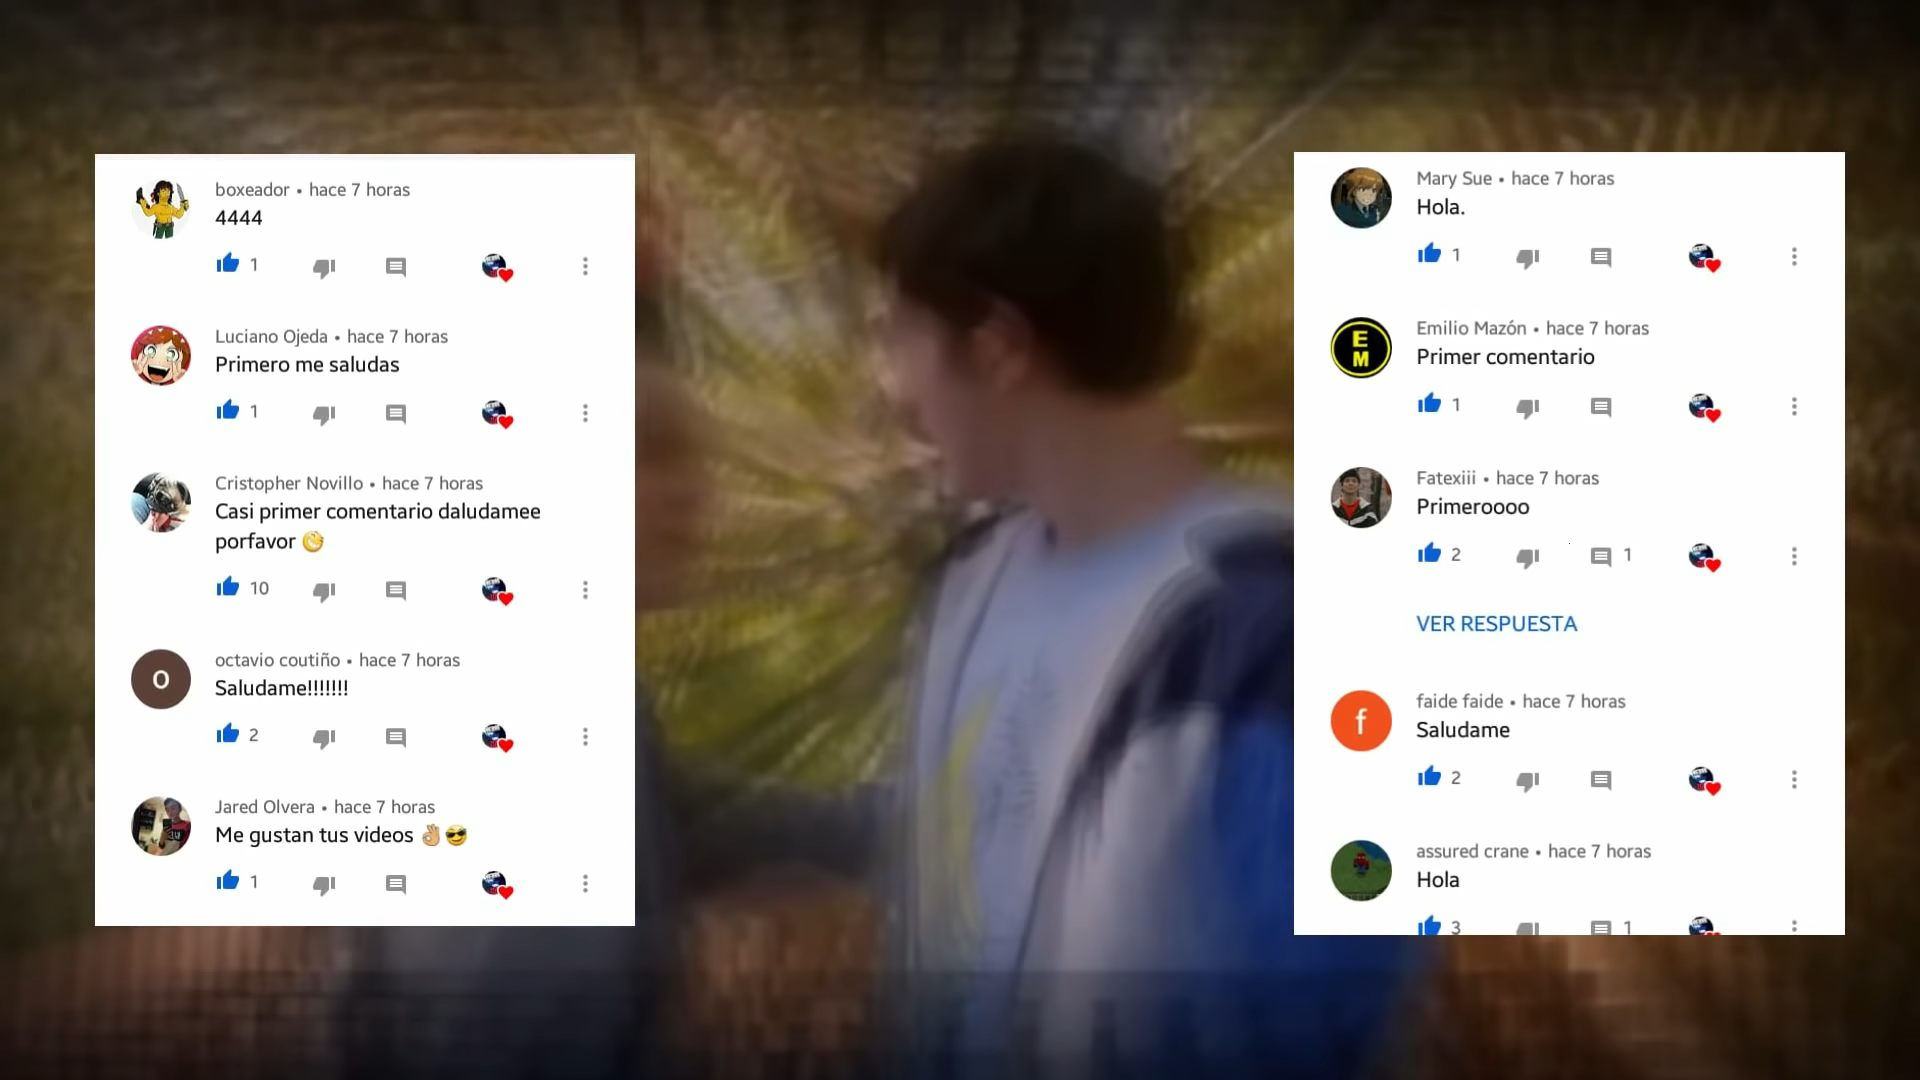 boxeador • hace 7 horas
4444
1
Luciano Ojeda • hace 7 horas
Primero me saludas
1
Cristopher Novillo • hace 7 horas
Casi primer comentario daludamee
porfavor 😅
10
O
octavio coutiño • hace 7 horas
Saludame!!!!!!!
2
Jared Olvera • hace 7 horas
Me gustan tus videos 👌😎
1
Mary Sue • hace 7 horas
Hola.
1
E
M
Emilio Mazón • hace 7 horas
Primer comentario
1
Fatexiii • hace 7 horas
Primeroooo
2 1
VER RESPUESTA
f
faide faide • hace 7 horas
Saludame
2
assured crane • hace 7 horas
Hola
3 1